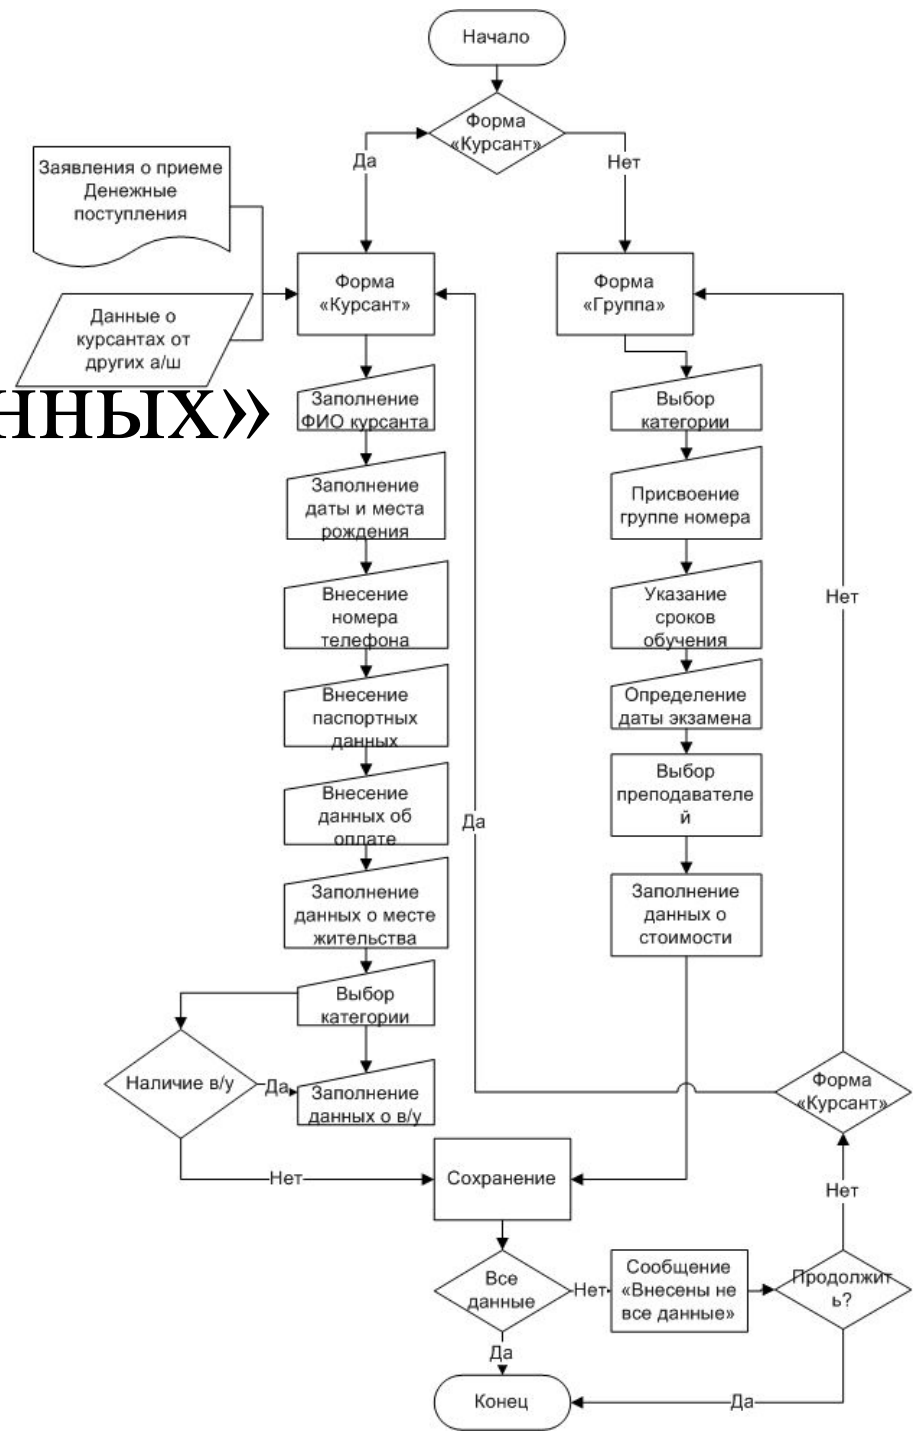 Начало
Форма
«Курсант»
Да
Нет
Заявления о приеме
Денежные
поступления
Данные о
курсантах от
других а/ш
нных»
Форма
«Курсант»
Форма
«Группа»
Заполнение
ФИО курсанта
Заполнение
даты и места
рождения
Внесение
номера
телефона
Внесение
паспортных
данных
Внесение
данных об
оплате
Заполнение
данных о месте
жительства
Выбор
категории
Наличие в/у
Да
Заполнение
данных о в/у
Нет
Выбор
категории
Присвоение
группе номера
Указание
сроков
обучения
Определение
даты экзамена
Выбор
преподавателе
й
Заполнение
данных о
стоимости
Да
Нет
Форма
«Курсант»
Нет
Сохранение
Все
данные
Нет
Сообщение
«Внесены не
все данные»
Продолжит
ь?
Да
Да
Конец